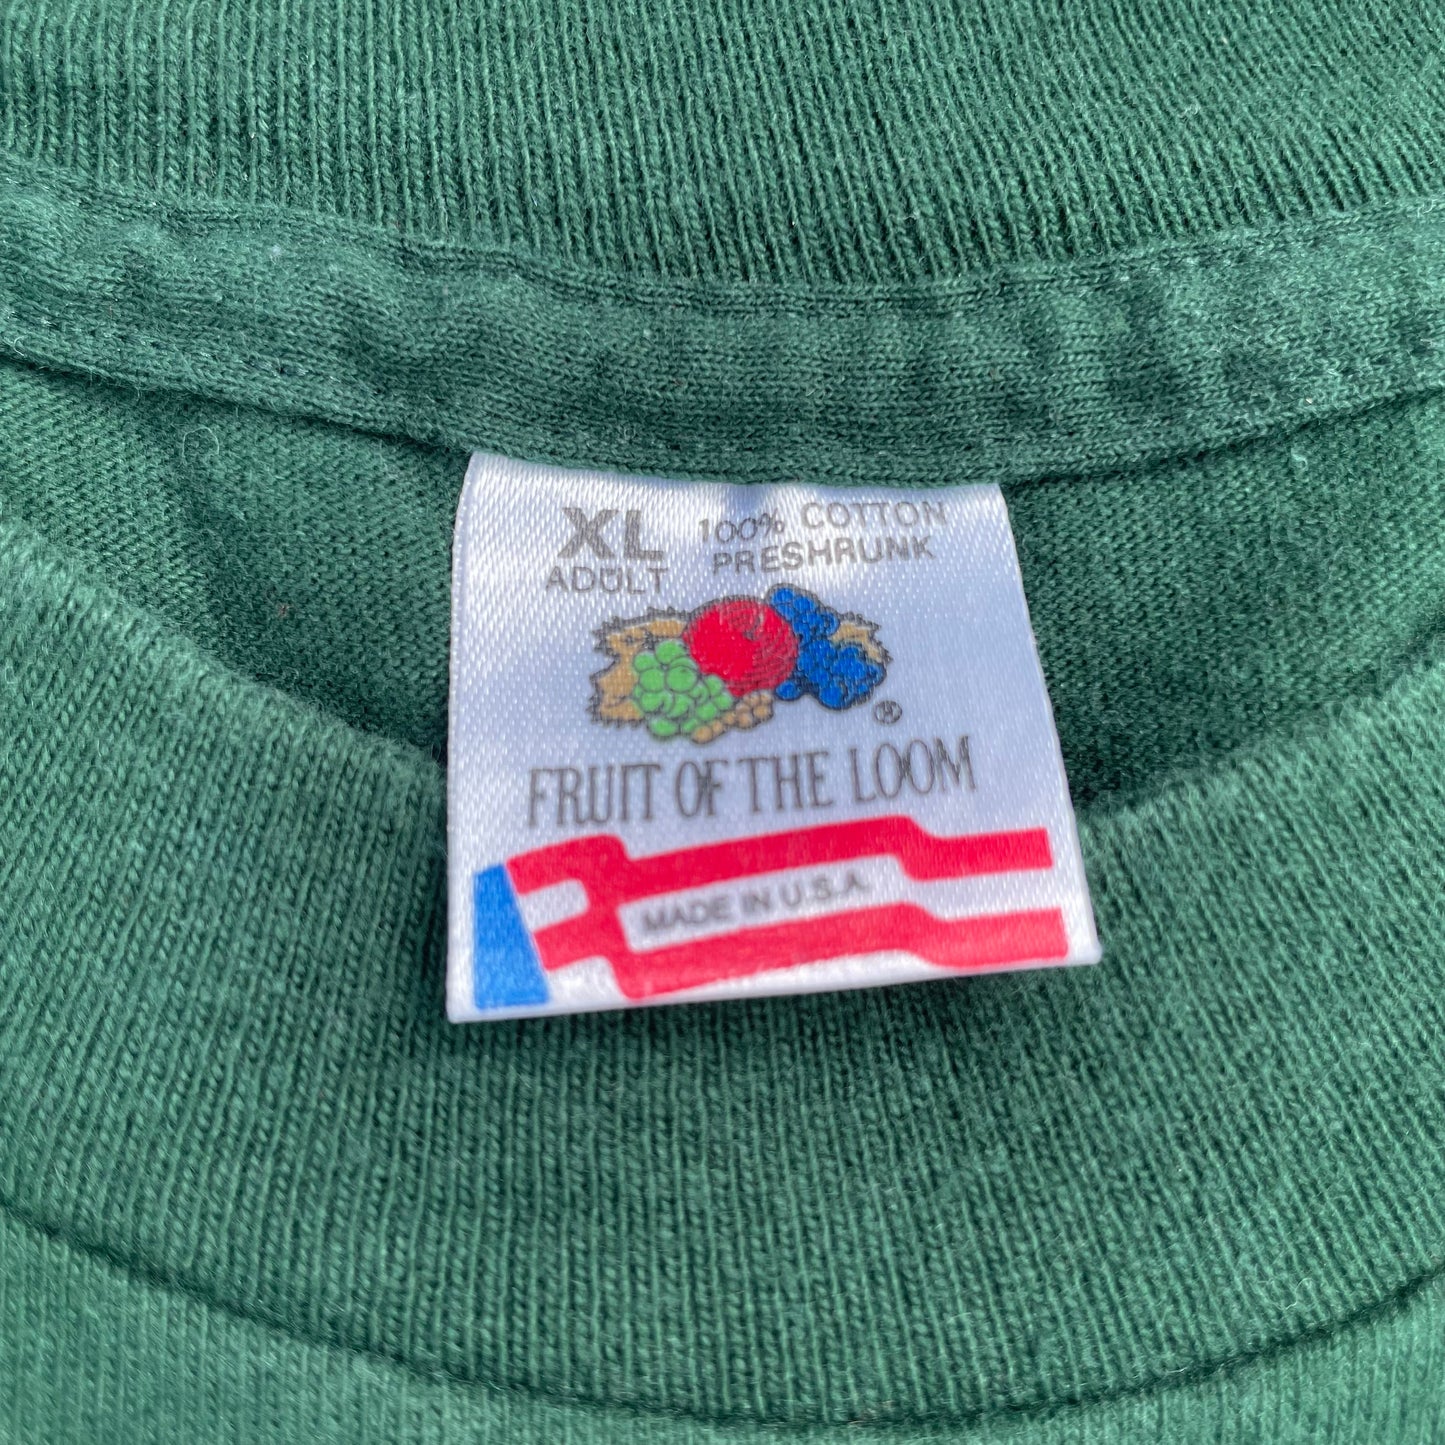 XL
ADULT
100% COTTON
PRESHRUNK
®
FRUIT OF THE LOOM
MADE IN U.S.A.